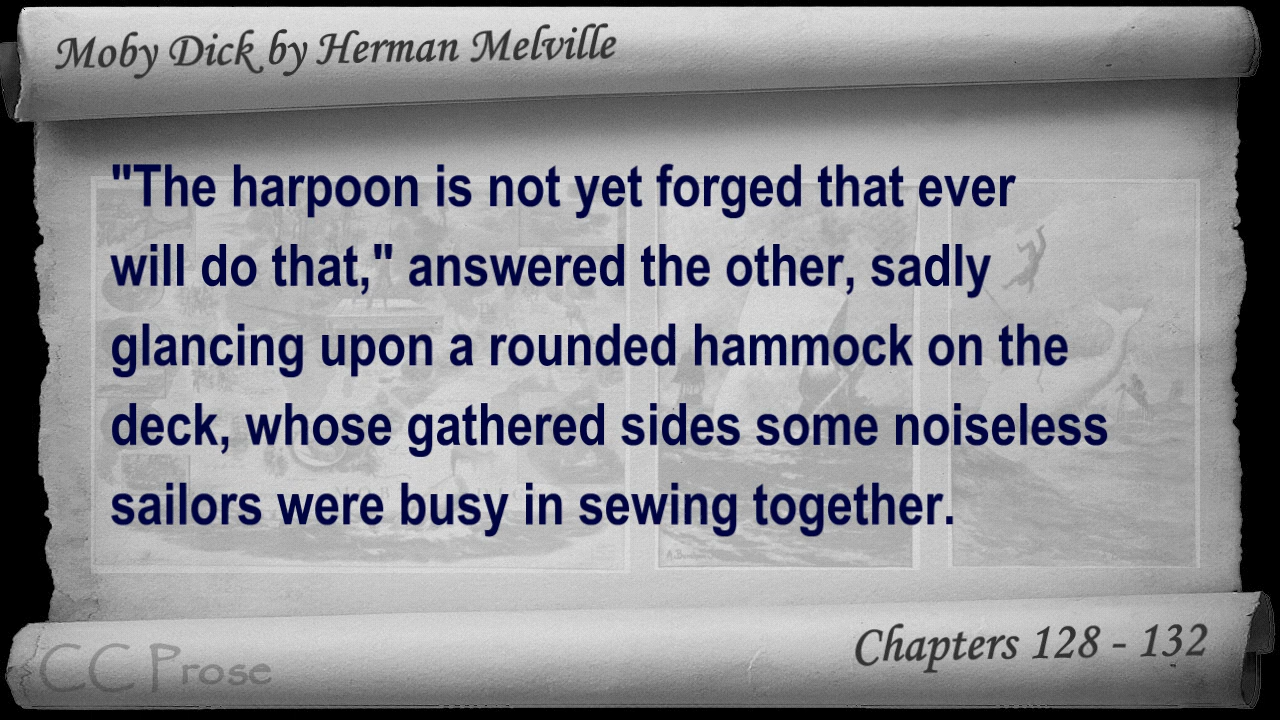 Moby Dick by Herman Melville
"The harpoon is not yet forged that ever
will do that," answered the other, sadly
glancing upon a rounded hammock on the
deck, whose gathered sides some noiseless
sailors were busy in sewing together.
Chapters 128 - 132
CC Prose